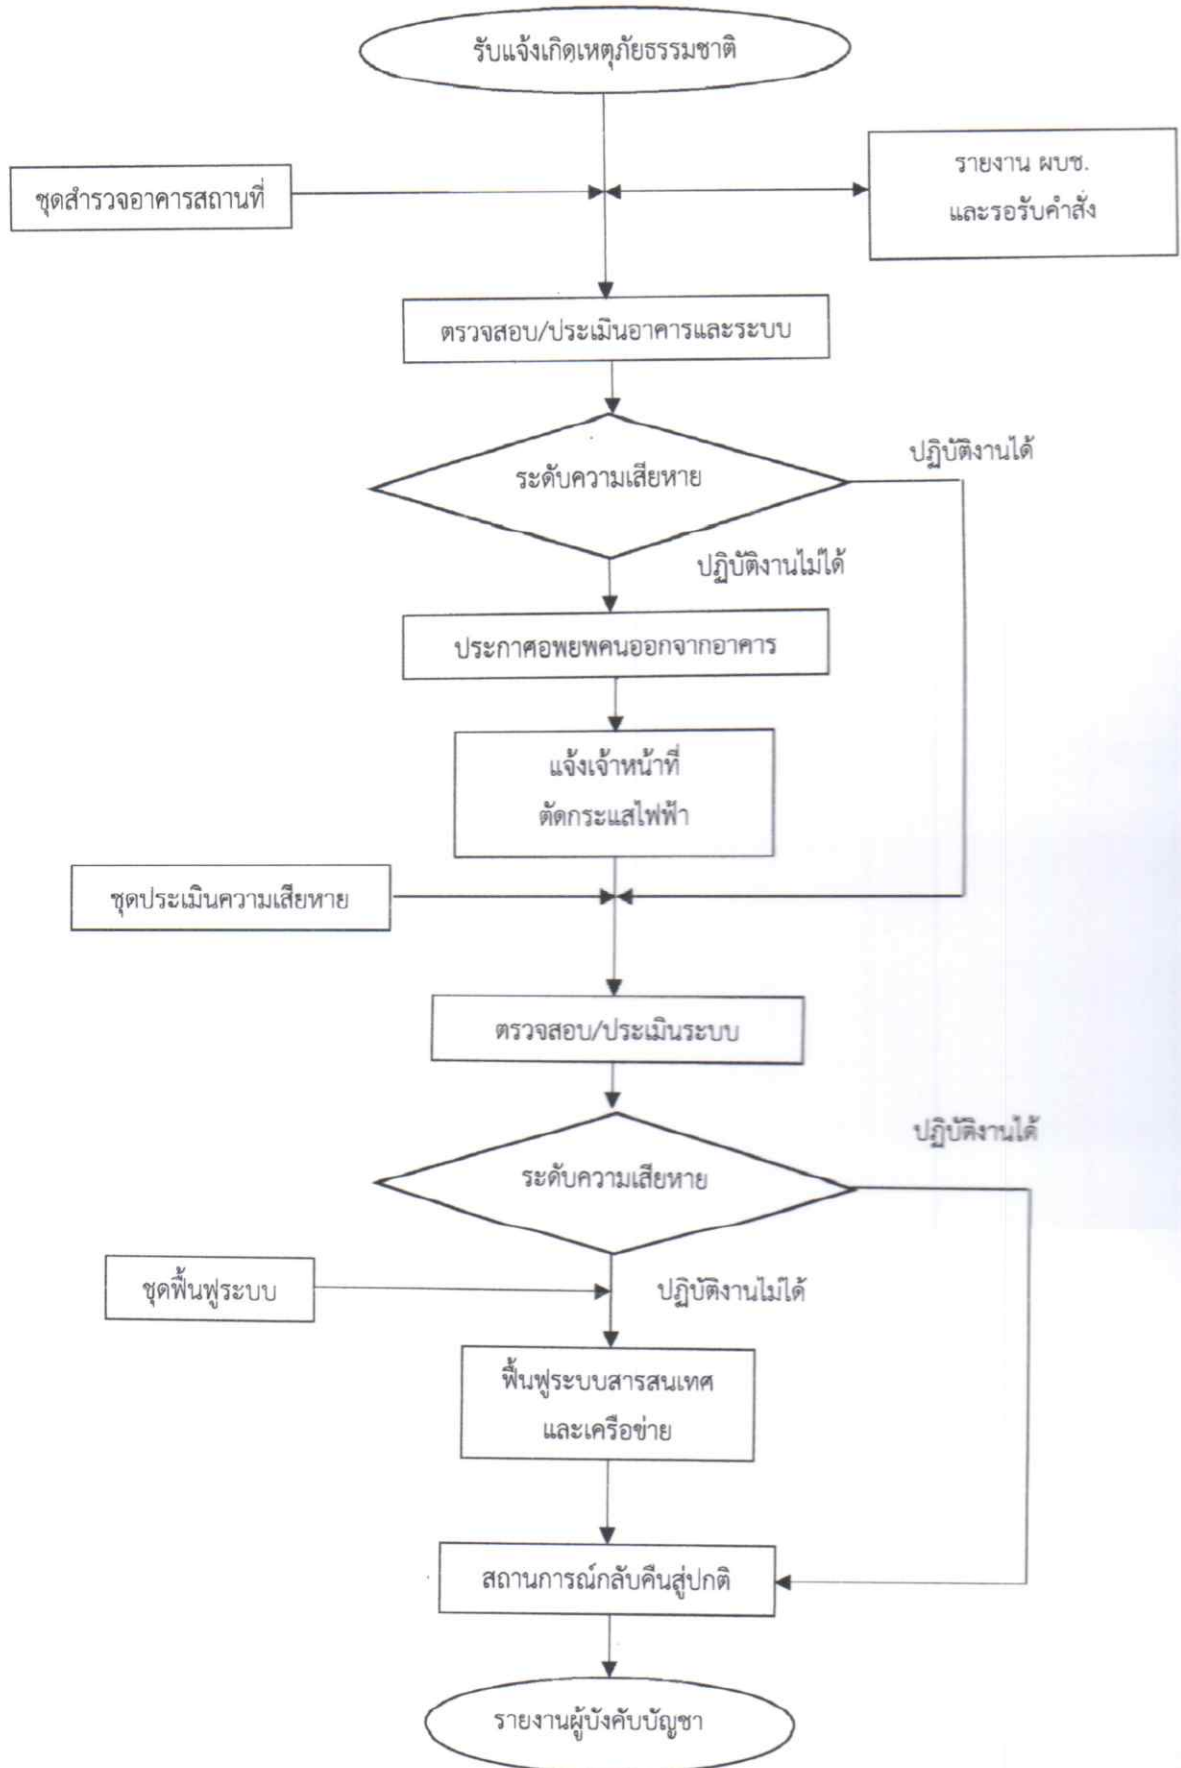 รับแจ้งเกิดเหตุภัยธรรมชาติ
ชุดสำรวจอาคารสถานที่
รายงาน ผบช.
และรอรับคำสั่ง
ตรวจสอบ/ประเมินอาคารและระบบ
ระดับความเสียหาย
ปฏิบัติงานได้
ปฏิบัติงานไม่ได้
ประกาศอพยพคนออกจากอาคาร
แจ้งเจ้าหน้าที่
ตัดกระแสไฟฟ้า
ชุดประเมินความเสียหาย
ตรวจสอบ/ประเมินระบบ
ระดับความเสียหาย
ปฏิบัติงานได้
ชุดฟื้นฟูระบบ
ปฏิบัติงานไม่ได้
ฟื้นฟูระบบสารสนเทศ
และเครือข่าย
สถานการณ์กลับคืนสู่ปกติ
รายงานผู้บังคับบัญชา